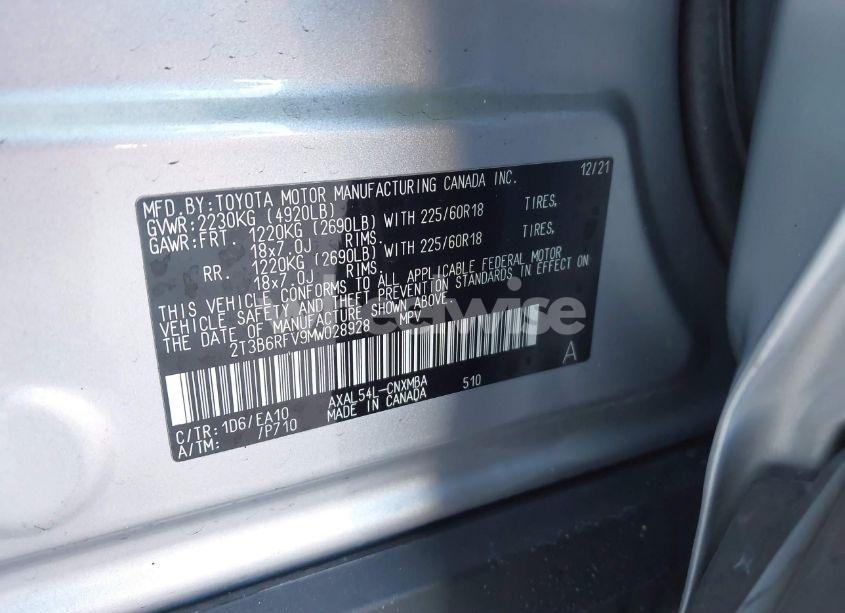 MFD.BY:TOYOTA MOTOR MANUFACTURING CANADA INC. 12/21
GVWR:2230KG (4920LB)
GAWR:FRT. 1220KG (2690LB) WITH 225/60R18 TIRES,
18x7.0J RIMS.
RR. 1220KG (2690LB) WITH 225/60R18 TIRES,
18x7.0J RIMS.
THIS VEHICLE CONFORMS TO ALL APPLICABLE FEDERAL MOTOR
VEHICLE SAFETY AND THEFT PREVENTION STANDARDS IN EFFECT ON
THE DATE OF MANUFACTURE SHOWN ABOVE.
2T3B6RFV9MW028928 MPV
A
C/TR:1D6/EA10 AXAL54L-CNXMBA 510
A/TM: /P710 MADE IN CANADA